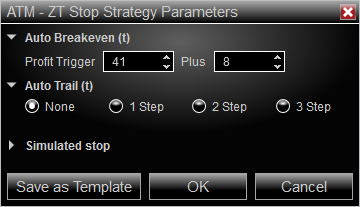 ATM - ZT Stop Strategy Parameters
Auto Breakeven (t)
Profit Trigger 41 Plus 8
Auto Trail (t)
None 1 Step 2 Step 3 Step
Simulated stop
Save as Template OK Cancel